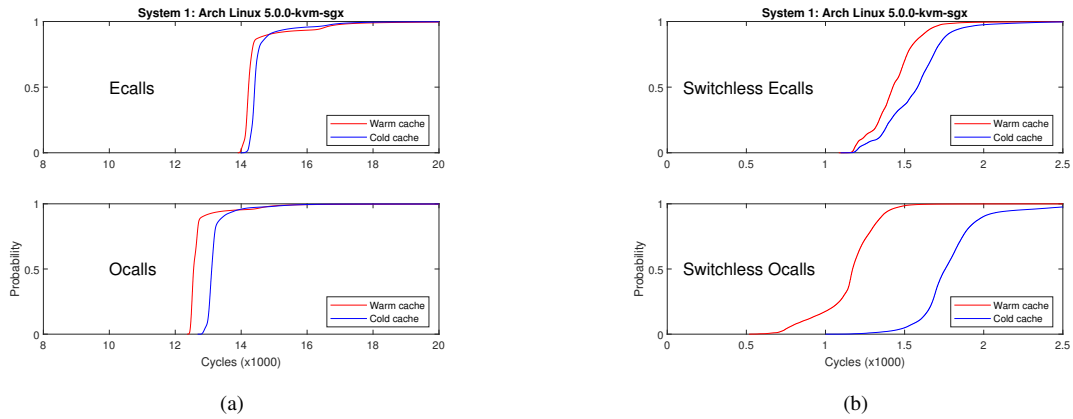 System 1: Arch Linux 5.0.0-kvm-sgx
1
0.5
0
Ecalls
Warm cache
Cold cache
8 10 12 14 16 18 20
1
0.5
0
Probability
Ocalls
Warm cache
Cold cache
8 10 12 14 16 18 20
Cycles (x1000)
(a)
System 1: Arch Linux 5.0.0-kvm-sgx
1
0.5
0
Switchless Ecalls
Warm cache
Cold cache
0 0.5 1 1.5 2 2.5
1
0.5
0
Probability
Switchless Ocalls
Warm cache
Cold cache
0 0.5 1 1.5 2 2.5
Cycles (x1000)
(b)